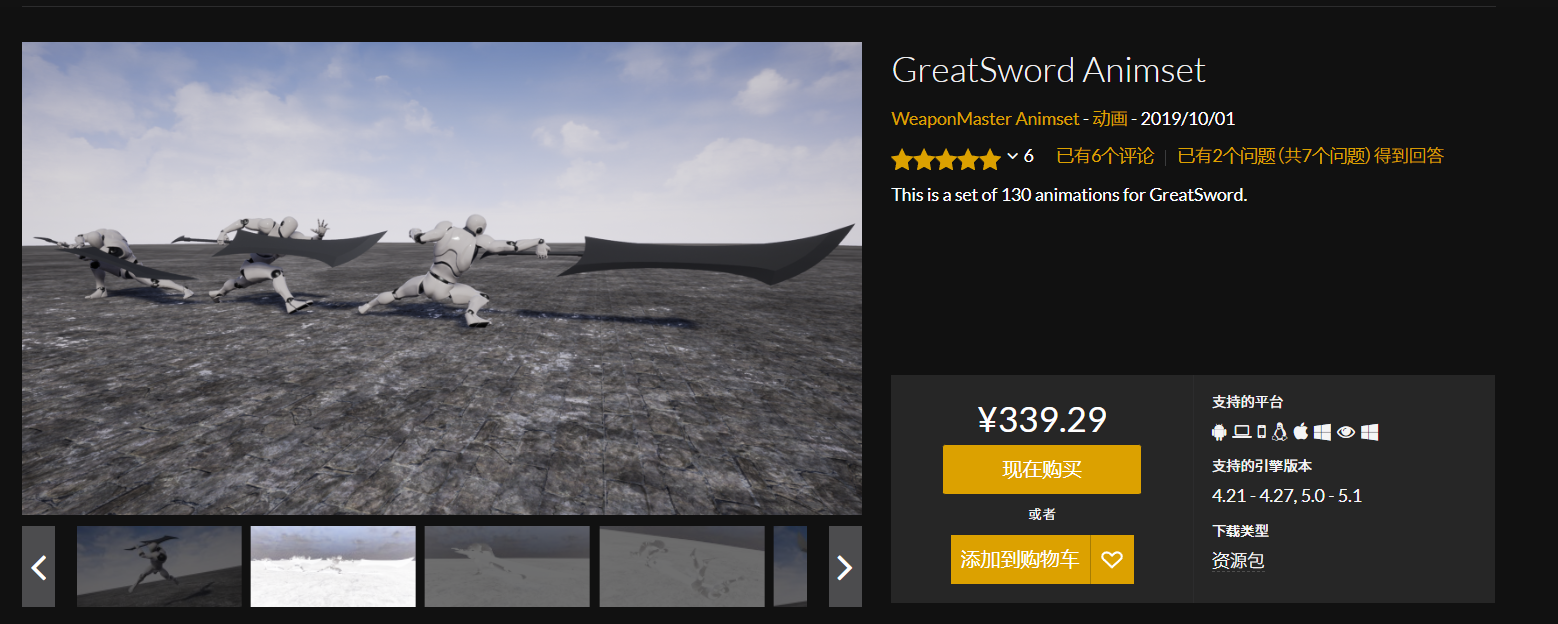 GreatSword Animset
WeaponMaster Animset - 动画 - 2019/10/01
6 已有6个评论 | 已有2个问题 (共7个问题) 得到回答
This is a set of 130 animations for GreatSword.
¥339.29
现在购买
或者
添加到购物车
支持的平台
支持的引擎版本
4.21 - 4.27, 5.0 - 5.1
下载类型
资源包